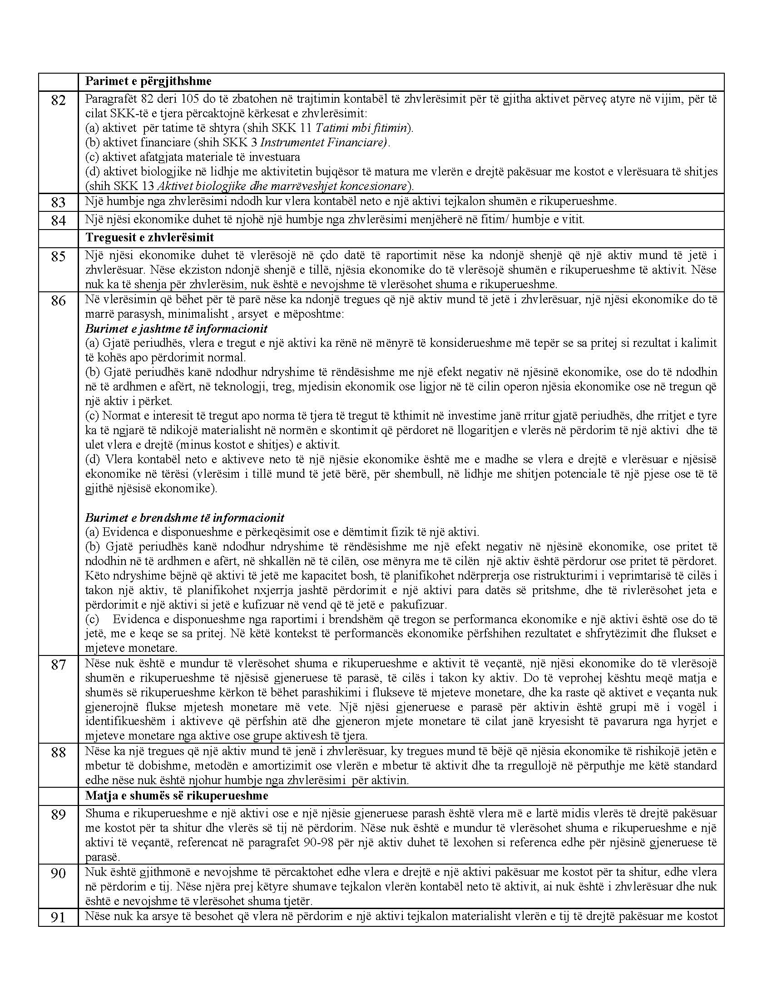 Parimet e përgjithshme
82 Paragrafët 82 deri 105 do të zbatohen në trajtimin kontabël të zhvlerësimit për të gjitha aktivet përveç atyre në vijim, për të
cilat SKK-të e tjera përcaktojnë kërkesat e zhvlerësimit:
(a) aktivet për tatime të shtyra (shih SKK 11 Tatimi mbi fitimin).
(b) aktivet financiare (shih SKK 3 Instrumentet Financiare).
(c) aktivet afatgjata materiale të investuara
(d) aktivet biologjike në lidhje me aktivitetin bujqësor të matura me vlerën e drejtë pakësuar me kostot e vlerësuara të shitjes
(shih SKK 13 Aktivet biologjike dhe marrëveshjet koncesionare).
83 Një humbje nga zhvlerësimi ndodh kur vlera kontabël neto e një aktivi tejkalon shumën e rikuperueshme.
84 Një njësi ekonomike duhet të njohë një humbje nga zhvlerësimi menjëherë në fitim/ humbje e vitit.
Treguesit e zhvlerësimit
85 Një njësi ekonomike duhet të vlerësojë në çdo datë të raportimit nëse ka ndonjë shenjë që një aktiv mund të jetë i
zhvlerësuar. Nëse ekziston ndonjë shenjë e tillë, njësia ekonomike do të vlerësojë shumën e rikuperueshme të aktivit. Nëse
nuk ka të shenja për zhvlerësim, nuk është e nevojshme të vlerësohet shuma e rikuperueshme.
86 Në vlerësimin që bëhet për të parë nëse ka ndonjë tregues që një aktiv mund të jetë i zhvlerësuar, një njësi ekonomike do të
marrë parasysh, minimalisht , arsyet e mëposhtme:
Burimet e jashtme të informacionit
(a) Gjatë periudhës, vlera e tregut e një aktivi ka rënë në mënyrë të konsiderueshme më tepër se sa pritej si rezultat i kalimit
të kohës apo përdorimit normal.
(b) Gjatë periudhës kanë ndodhur ndryshime të rëndësishme me një efekt negativ në njësinë ekonomike, ose do të ndodhin
në të ardhmen e afërt, në teknologji, treg, mjedisin ekonomik ose ligjor në të cilin operon njësia ekonomike ose në tregun që
një aktiv i përket.
(c) Normat e interesit të tregut apo norma të tjera të tregut të kthimit në investime janë rritur gjatë periudhës, dhe rritjet e tyre
ka të ngjarë të ndikojë materialisht në normën e skontimit që përdoret në llogaritjen e vlerës në përdorim të një aktivi dhe të
ulet vlera e drejtë (minus kostot e shitjes) e aktivit.
(d) Vlera kontabël neto e aktiveve neto të një njësie ekonomike është me e madhe se vlera e drejtë e vlerësuar e njësisë
ekonomike në tërësi (vlerësim i tillë mund të jetë bërë, për shembull, në lidhje me shitjen potenciale të një pjese ose të të
gjithë njësisë ekonomike).
Burimet e brendshme të informacionit
(a) Evidenca e disponueshme e përkeqësimit ose e dëmtimit fizik të një aktivi.
(b) Gjatë periudhës kanë ndodhur ndryshime të rëndësishme me një efekt negativ në njësinë ekonomike, ose pritet të
ndodhin në të ardhmen e afërt, në shkallën në të cilën, ose mënyra me të cilën një aktiv është përdorur ose pritet të përdoret.
Këto ndryshime bëjnë që aktivi të jetë me kapacitet bosh, të planifikohet ndërprerja ose ristrukturimi i veprimtarisë të cilës i
takon një aktiv, të planifikohet nxjerrja jashtë përdorimit e një aktivi para datës së pritshme, dhe të rivlerësohet jeta e
përdorimit e një aktivi si jetë e kufizuar në vend që të jetë e pakufizuar.
(c) Evidenca e disponueshme nga raportimi i brendshëm që tregon se performanca ekonomike e një aktivi është ose do të
jetë, me e keqe se sa pritej. Në këtë kontekst të performancës ekonomike përfshihen rezultatet e shfrytëzimit dhe flukset e
mjeteve monetare.
87 Nëse nuk është e mundur të vlerësohet shuma e rikuperueshme e aktivit të veçantë, një njësi ekonomike do të vlerësojë
shumën e rikuperueshme të njësisë gjeneruese të parasë, të cilës i takon ky aktiv. Do të veprohej kështu meqë matja e
shumës së rikuperueshme kërkon të bëhet parashikimi i flukseve të mjeteve monetare, dhe ka raste që aktivet e veçanta nuk
gjenerojnë flukse mjetesh monetare më vete. Një njësi gjeneruese e parasë për aktivin është grupi më i vogël i
identifikueshëm i aktiveve që përfshin atë dhe gjeneron mjete monetare të cilat janë kryesisht të pavarura nga hyrjet e
mjeteve monetare nga aktive ose grupe aktivesh të tjera.
88 Nëse ka një tregues që një aktiv mund të jenë i zhvlerësuar, ky tregues mund të bëjë që njësia ekonomike të rishikojë jetën e
mbetur të dobishme, metodën e amortizimit ose vlerën e mbetur të aktivit dhe ta rregullojë në përputhje me këtë standard
edhe nëse nuk është njohur humbje nga zhvlerësimi për aktivin.
Matja e shumës së rikuperueshme
89 Shuma e rikuperueshme e një aktivi ose e një njësie gjeneruese parash është vlera më e lartë midis vlerës të drejtë pakësuar
me kostot për ta shitur dhe vlerës së tij në përdorim. Nëse nuk është e mundur të vlerësohet shuma e rikuperueshme e një
aktivi të veçantë, referencat në paragrafet 90-98 për një aktiv duhet të lexohen si referenca edhe për njësinë gjeneruese të
parasë.
90 Nuk është gjithmonë e nevojshme të përcaktohet edhe vlera e drejtë e një aktivi pakësuar me kostot për ta shitur, edhe vlera
në përdorim e tij. Nëse njëra prej këtyre shumave tejkalon vlerën kontabël neto të aktivit, ai nuk është i zhvlerësuar dhe nuk
është e nevojshme të vlerësohet shuma tjetër.
91 Nëse nuk ka arsye të besohet që vlera në përdorim e një aktivi tejkalon materialisht vlerën e tij të drejtë pakësuar me kostot